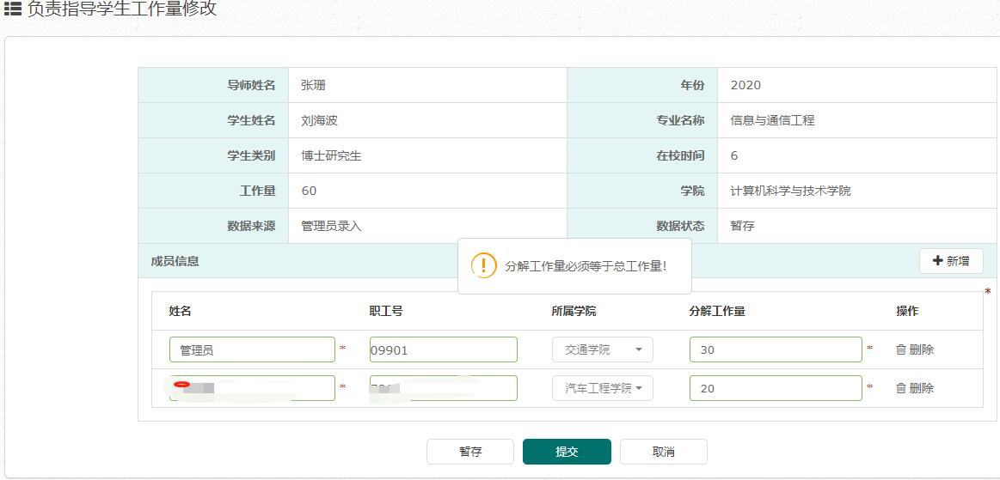 负责指导学生工作量修改
导师姓名 张珊 年份 2020
学生姓名 刘海波 专业名称 信息与通信工程
学生类别 博士研究生 在校时间 6
工作量 60 学院 计算机科学与技术学院
数据来源 管理员录入 数据状态 暂存
成员信息 新增
分解工作量必须等于总工作量!
*
姓名 职工号 所属学院 分解工作量 操作
管理员 * 09901 交通学院 30 * 删除
* 汽车工程学院 20 * 删除
暂存 提交 取消